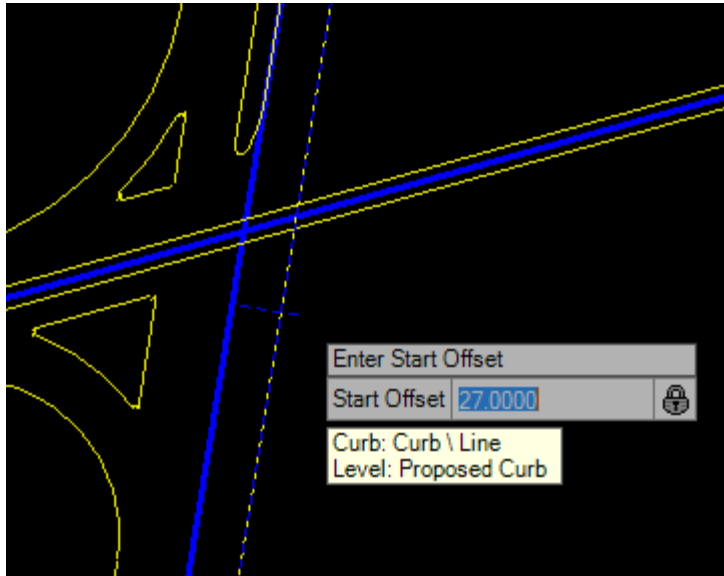 Enter Start Offset
Start Offset 27.0000
Curb: Curb \ Line
Level: Proposed Curb